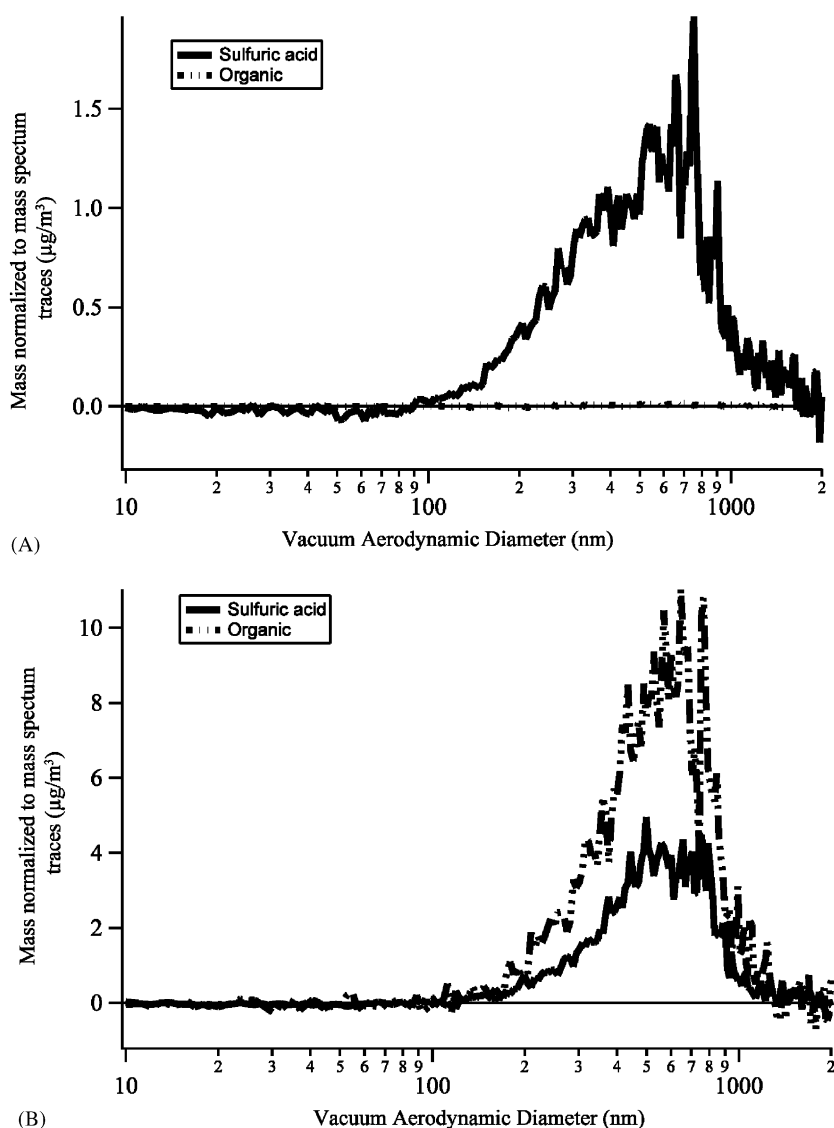 Sulfuric acid
Organic
Mass normalized to mass spectum
traces (µg/m³)
1.5
1.0
0.5
0.0
2 3 4 5 6 7 8 9 2 3 4 5 6 7 8 9 2
10 100 1000
Vacuum Aerodynamic Diameter (nm)
(A)
Sulfuric acid
Organic
Mass normalized to mass spectum
traces (µg/m³)
10
8
6
4
2
0
2 3 4 5 6 7 8 9 2 3 4 5 6 7 8 9 2
10 100 1000
Vacuum Aerodynamic Diameter (nm)
(B)